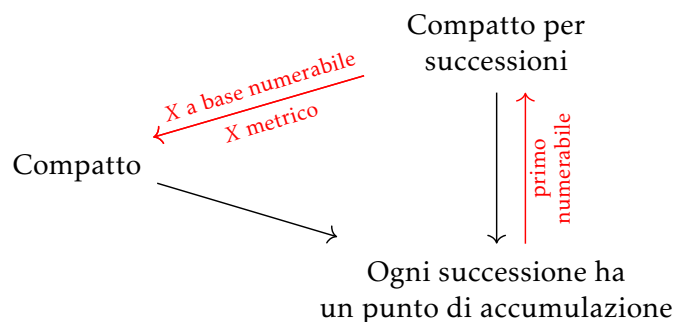 Compatto per
successioni
X a base numerabile
X metrico
primo
numerabile
Compatto
Ogni successione ha
un punto di accumulazione